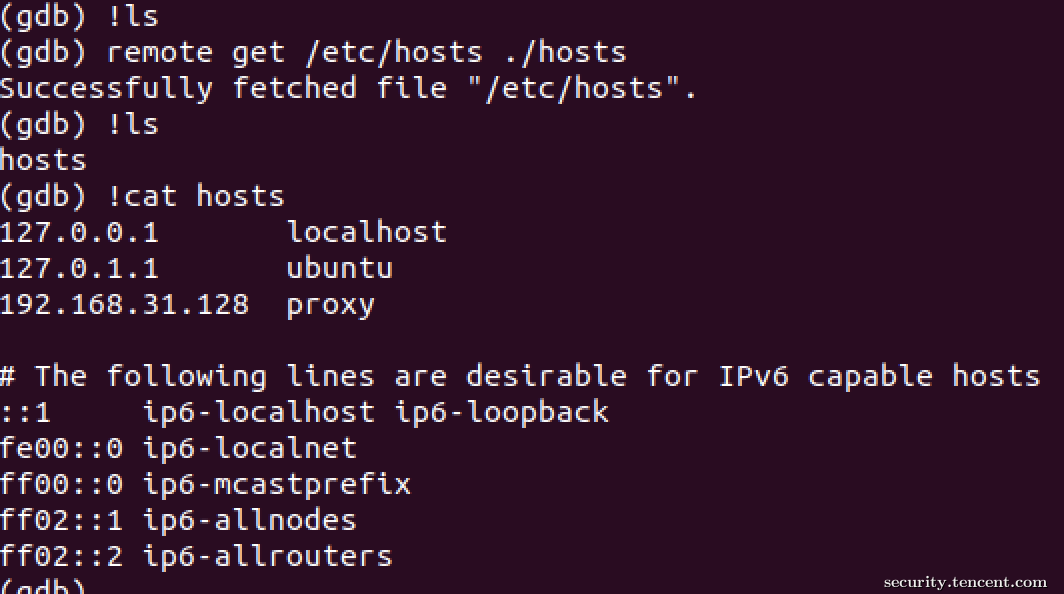 (gdb) !ls
(gdb) remote get /etc/hosts ./hosts
Successfully fetched file "/etc/hosts".
(gdb) !ls
hosts
(gdb) !cat hosts
127.0.0.1       localhost
127.0.1.1       ubuntu
192.168.31.128  proxy

# The following lines are desirable for IPv6 capable hosts
::1     ip6-localhost ip6-loopback
fe00::0 ip6-localnet
ff00::0 ip6-mcastprefix
ff02::1 ip6-allnodes
ff02::2 ip6-allrouters
(gdb)
security.tencent.com